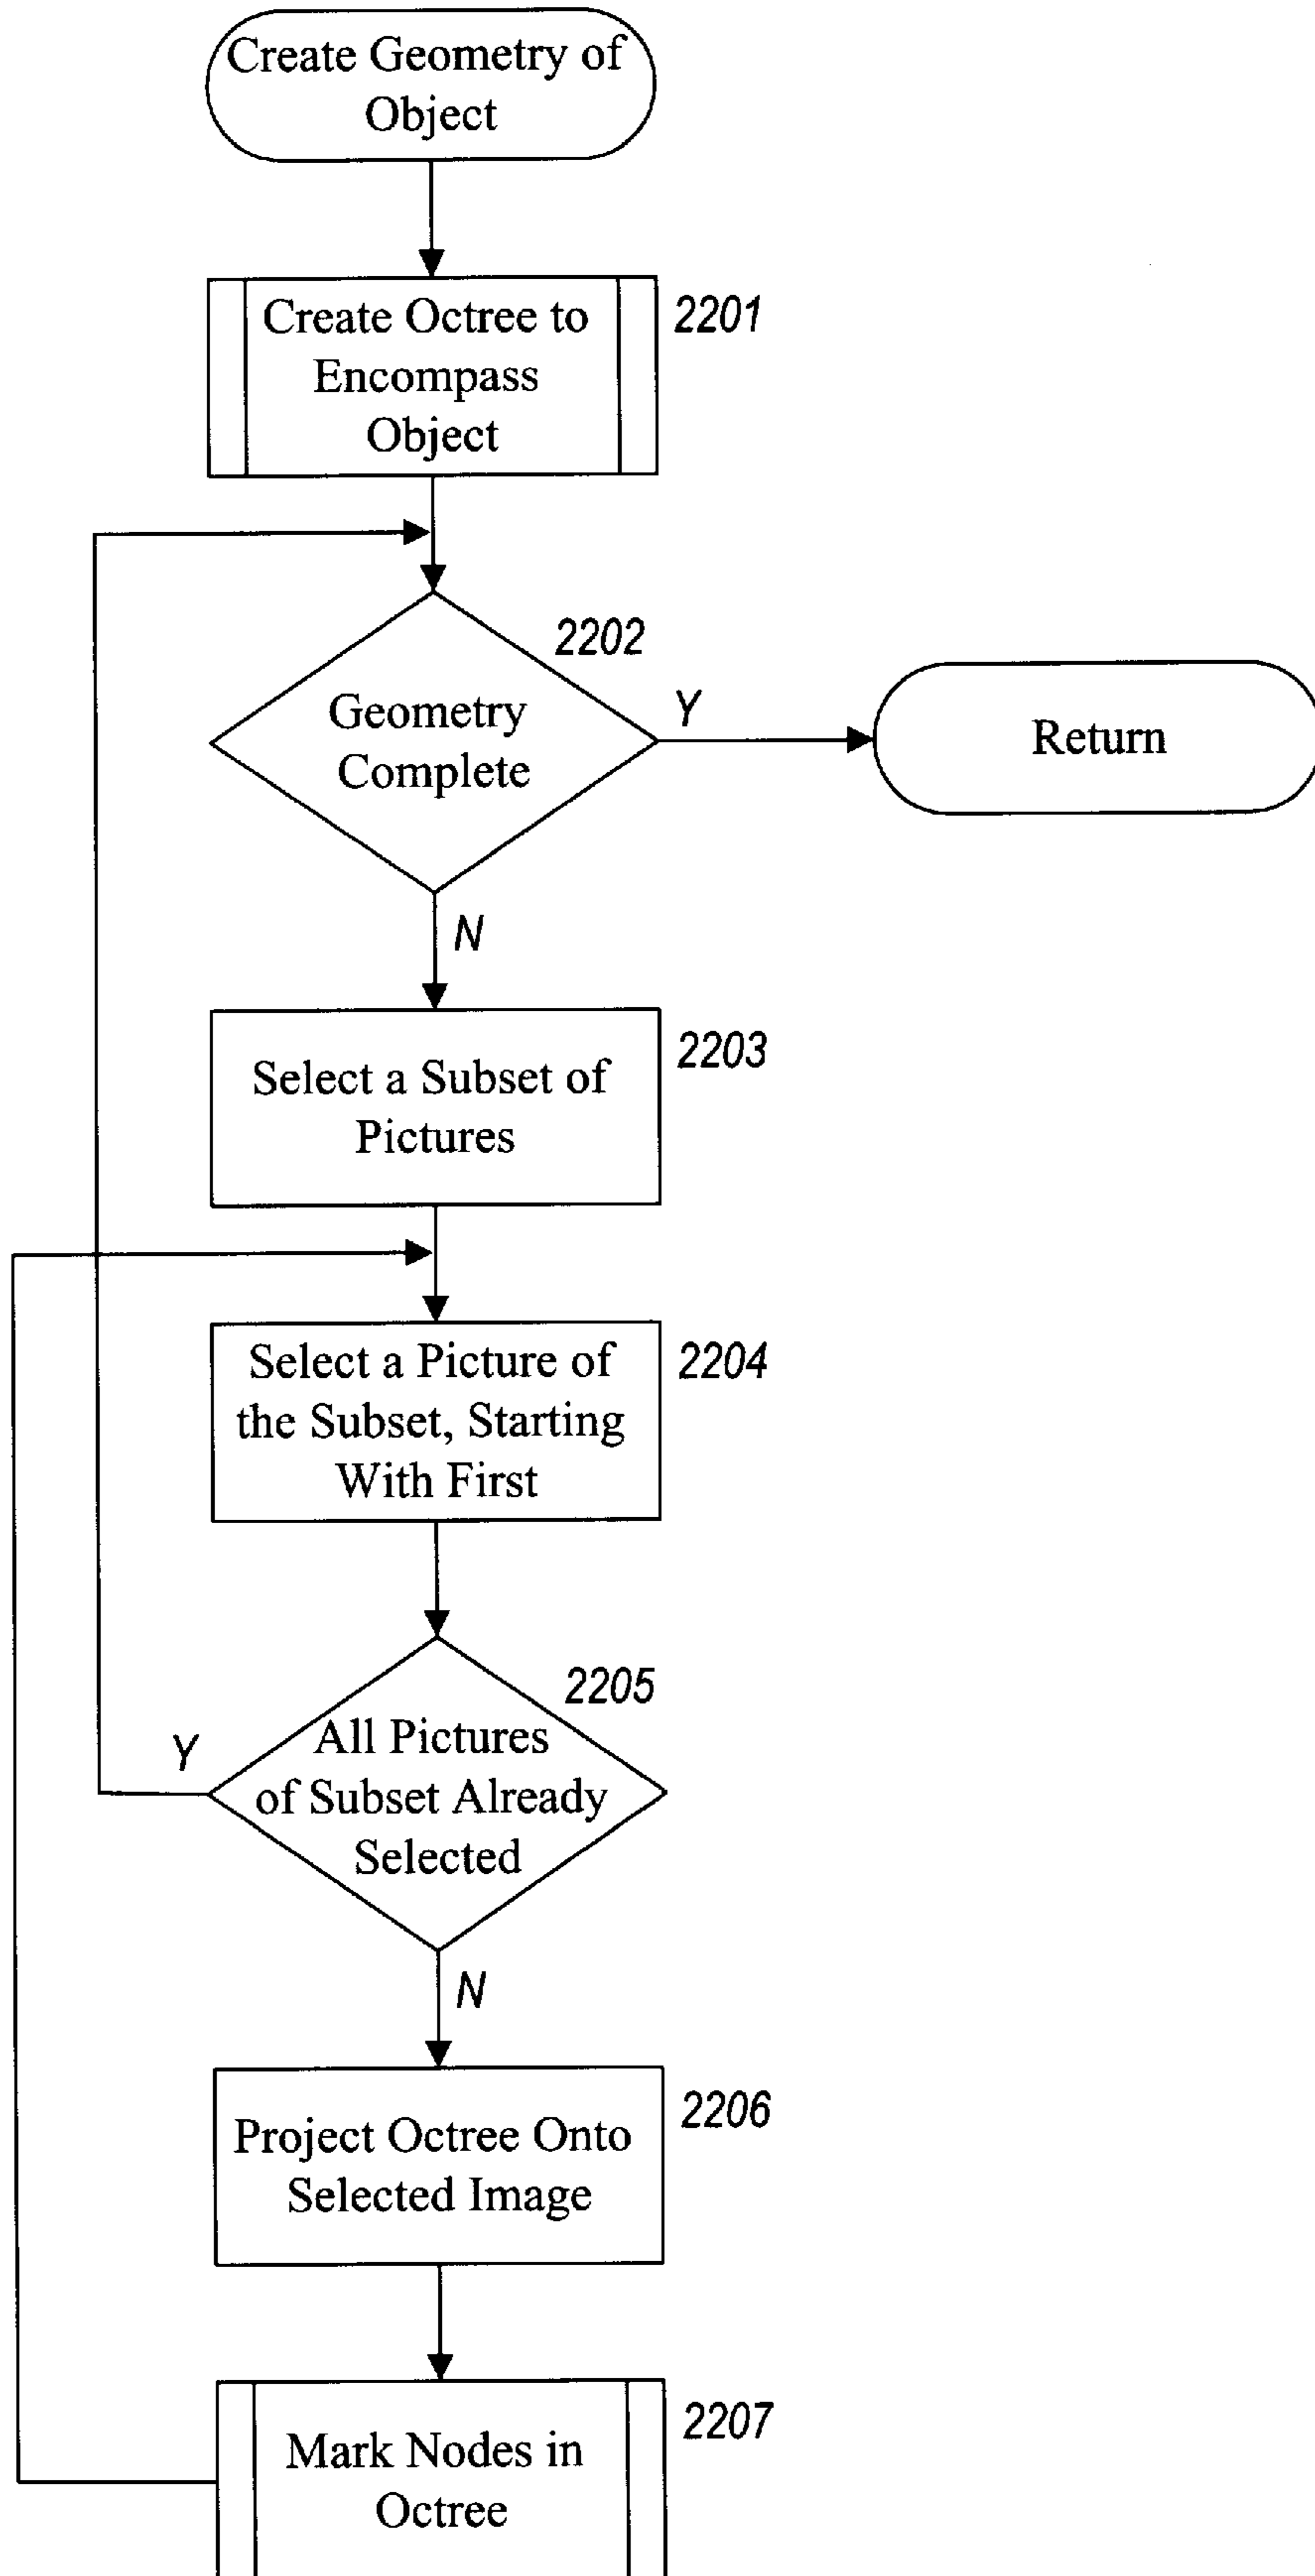 Create Geometry of
Object
Create Octree to
Encompass
Object
2201
2202
Geometry
Complete
Y
Return
N
Select a Subset of
Pictures
2203
Select a Picture of
the Subset, Starting
With First
2204
2205
All Pictures
of Subset Already
Selected
Y
N
Project Octree Onto
Selected Image
2206
Mark Nodes in
Octree
2207